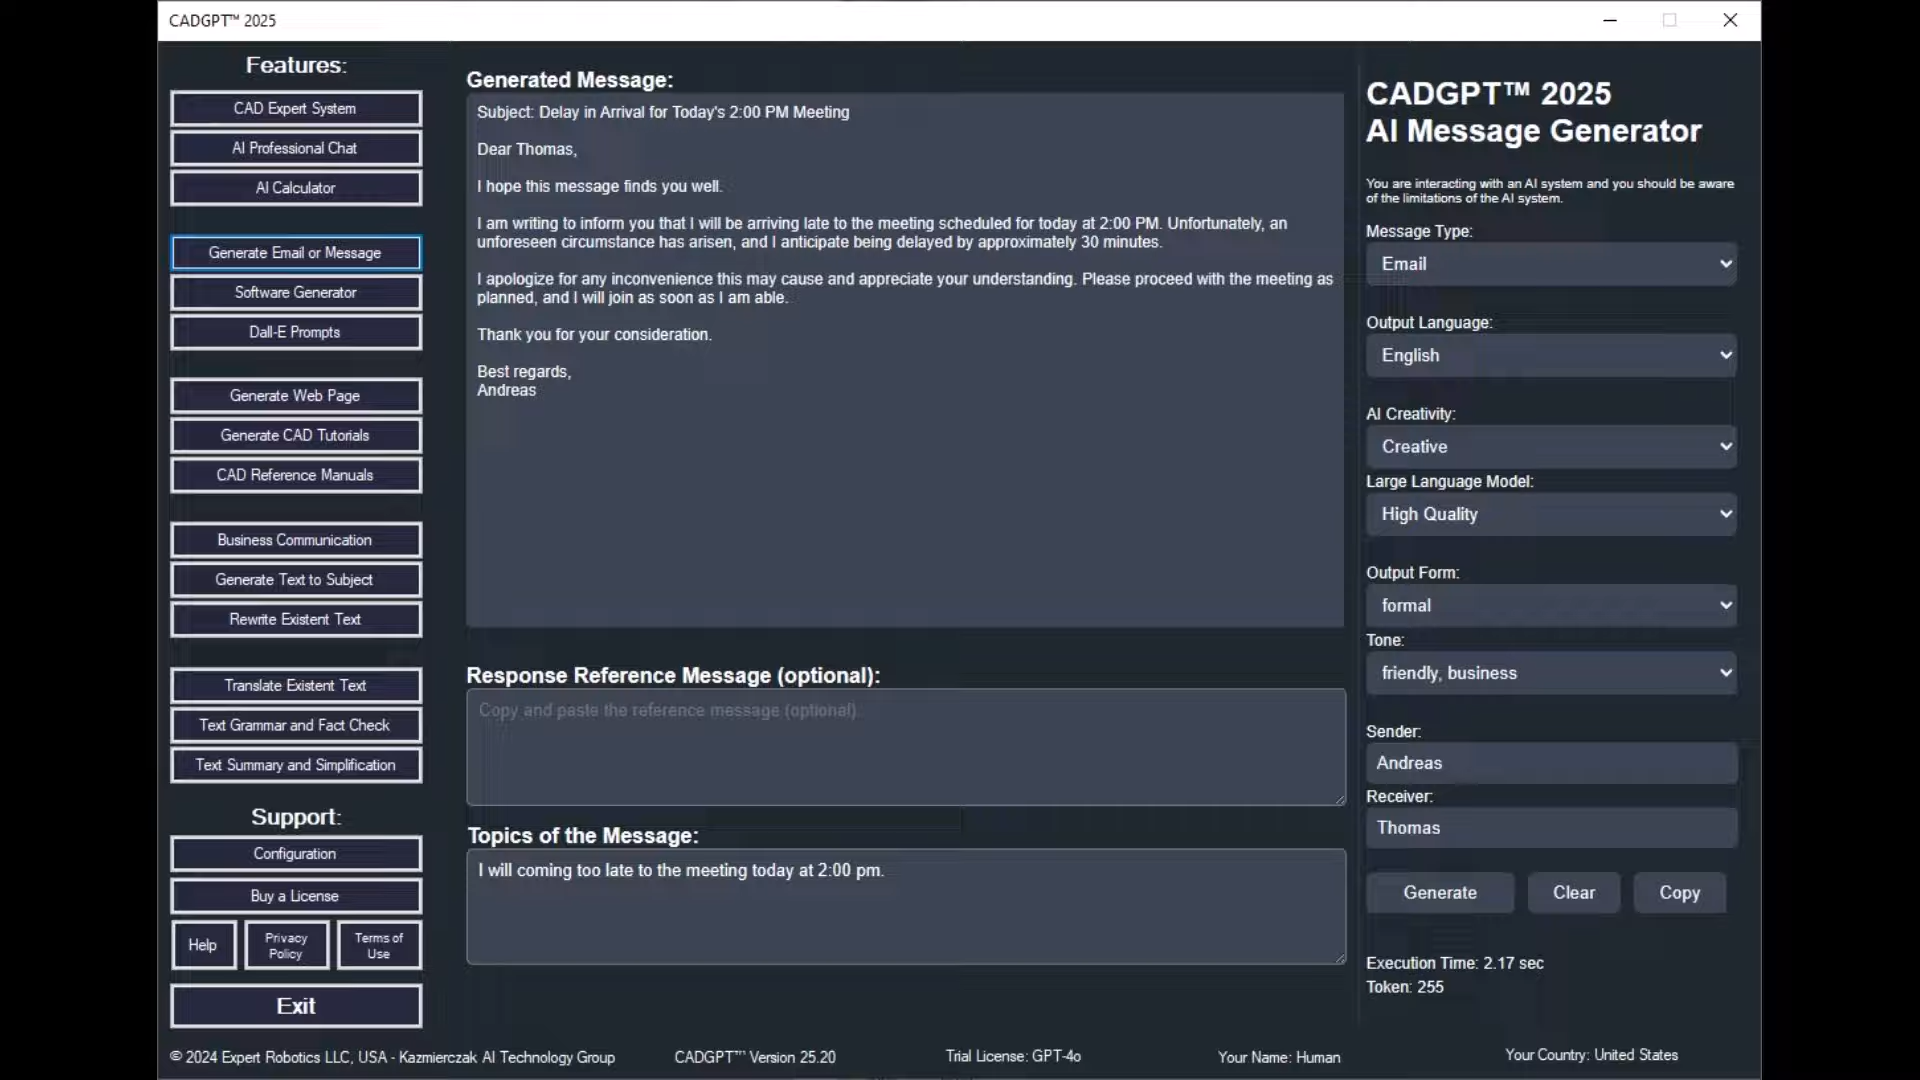 CADGPT™ 2025
Features:
CAD Expert System
AI Professional Chat
AI Calculator
Generate Email or Message
Software Generator
Dall-E Prompts
Generate Web Page
Generate CAD Tutorials
CAD Reference Manuals
Business Communication
Generate Text to Subject
Rewrite Existent Text
Translate Existent Text
Text Grammar and Fact Check
Text Summary and Simplification
Support:
Configuration
Buy a License
Help
Privacy
Policy
Terms of
Use
Exit
Generated Message:
Subject: Delay in Arrival for Today's 2:00 PM Meeting
Dear Thomas,
I hope this message finds you well.
I am writing to inform you that I will be arriving late to the meeting scheduled for today at 2:00 PM. Unfortunately, an
unforeseen circumstance has arisen, and I anticipate being delayed by approximately 30 minutes.
I apologize for any inconvenience this may cause and appreciate your understanding. Please proceed with the meeting as
planned, and I will join as soon as I am able.
Thank you for your consideration.
Best regards,
Andreas
Response Reference Message (optional):
Copy and paste the reference message (optional).
Topics of the Message:
I will coming too late to the meeting today at 2:00 pm.
CADGPT™ 2025
AI Message Generator
You are interacting with an AI system and you should be aware
of the limitations of the AI system.
Message Type:
Email
Output Language:
English
AI Creativity:
Creative
Large Language Model:
High Quality
Output Form:
formal
Tone:
friendly, business
Sender:
Andreas
Receiver:
Thomas
Generate
Clear
Copy
Execution Time: 2.17 sec
Token: 255
© 2024 Expert Robotics LLC, USA - Kazmierczak AI Technology Group
CADGPT™ Version 25.20
Trial License: GPT-4o
Your Name: Human
Your Country: United States